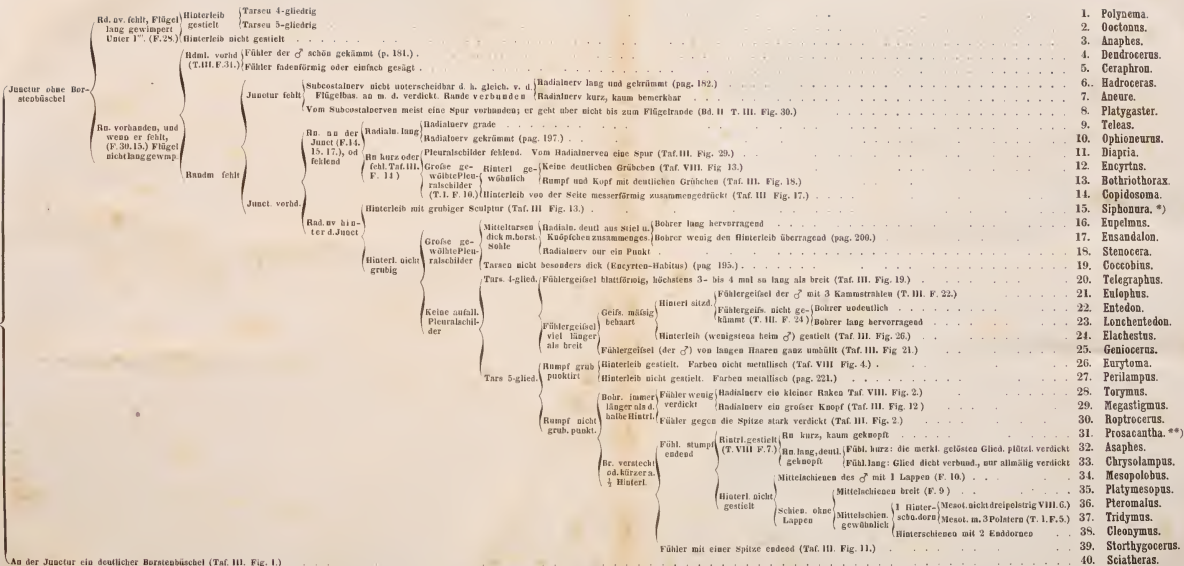 Rd. nv. fehlt, Flügel lang gewimpert Unter 1'''. (F.28.) Hinterleib gestielt Tarsen 4-gliedrig 1. Polynema.
Tarsen 5-gliedrig 2. Ooctonus.
Hinterleib nicht gestielt 3. Anaphes.
Junctur ohne Borstenbüschel Rn. vorhanden, und wenn er fehlt, (F. 30.15.) Flügel nicht lang gewmp. Rdml. vorhd (T.III. F.31.) Fühler der ♂ schön gekämmt (p. 181.) 4. Dendrocerus.
Fühler fadenförmig oder einfach gesägt 5. Ceraphron.
Randm fehlt Junctur fehlt Subcostalnerv nicht unterscheidbar d. h. gleich. v. d. Flügelbas. an m. d. verdickt. Rande verbunden Radialnerv lang und gekrümmt (pag. 182.) 6. Hadroceras.
Radialnerv kurz, kaum bemerkbar 7. Aneure.
Vom Subcostalnerven meist eine Spur vorhanden; er geht aber nicht bis zum Flügelrande (Bd. II T. III. Fig. 30.) 8. Platygaster.
Junct. vorhd. Rn. an der Junct (F.14. 15. 17.), od fehlend Radialn. lang Radialnerv grade 9. Teleas.
Radialnerv gekrümmt (pag. 197.) 10. Ophioneurus.
Rn kurz oder fehl. Taf.III. F. 14) Pleuralschilder fehlend. Vom Radialnerven eine Spur (Taf. III. Fig. 29.) 11. Diapria.
Große gewölbte Pleuralschilder (T.I. F. 10.) Hinterl gewöhnlich Keine deutlichen Grübchen (Taf. VIII. Fig 13.) 12. Encyrtus.
Rumpf und Kopf mit deutlichen Grübchen (Taf. III. Fig. 18.) 13. Bothriothorax.
Hinterleib von der Seite messerförmig zusammengedrückt (Taf. III Fig. 17.) 14. Copidosoma.
Rad. nv hinter d. Junct Hinterleib mit grubiger Sculptur (Taf. III Fig. 13.) 15. Siphonura. *)
Hinterl. nicht grubig Große gewölbte Pleuralschilder Mitteltarsen dick m. borst. Sohle Radialn. deutl aus Stiel u. Knöpfchen zusammenges. Bohrer lang hervorragend 16. Eupelmus.
Bohrer wenig den Hinterleib überragend (pag. 200.) 17. Eusandalon.
Radialnerv nur ein Punkt 18. Stenocera.
Tarsen nicht besonders dick (Encyrten-Habitus) (pag 195.) 19. Coccobius.
Keine aufall. Pleuralschilder Tars. 4-glied. Fühlergeißel blattförmig, höchstens 3- bis 4 mal so lang als breit (Taf. III. Fig. 19.) 20. Telegraphus.
Fühlergeißel viel länger als breit Geiß. mäßig behaart Hinterl sitzd. Fühlergeißel der ♂ mit 3 Kammstrahlen (T. III. F. 22.) 21. Eulophus.
Fühlergeiß. nicht gekämmt (T. III. F. 24) Bohrer undeutlich 22. Entedon.
Bohrer lang hervorragend 23. Lonchentedon.
Hinterleib (wenigstens beim ♂) gestielt (Taf. III. Fig. 26.) 24. Elachestus.
Fühlergeißel (der ♂) von langen Haaren ganz umhüllt (Taf. III. Fig 21.) 25. Geniocerus.
Tars 5-glied. Rumpf grub punktirt Hinterleib gestielt. Farben nicht metallisch (Taf. VIII Fig. 4.) 26. Eurytoma.
Hinterleib nicht gestielt. Farben metallisch (pag. 221.) 27. Perilampus.
Rumpf nicht grub. punkt. Bohr. immer länger als d. halbe Hintrl. Fühler wenig verdickt Radialnerv ein kleiner Haken Taf. VIII. Fig. 2.) 28. Torymus.
Radialnerv ein großer Knopf (Taf. III. Fig. 12) 29. Megastigmus.
Fühler gegen die Spitze stark verdickt (Taf. III. Fig. 2.) 30. Roptrocerus.
Br. versteckt od. kürzer a. ½ Hinterl. Fühl. stumpf endend Hintrl. gestielt (T. VIII F.7.) Rn kurz, kaum geknopft 31. Prosacantha. **)
Rn. lang, deutl. geknopft Fühl. kurz: die merkl. gelösten Glied. plötzl. verdickt 32. Asaphes.
Fühl. lang: Glied dicht verbund., nur allmälig verdickt 33. Chrysolampus.
Hinterl. nicht gestielt Mittelschienen des ♂ mit 1 Lappen (F. 10.) 34. Mesopolobus.
Schien. ohne Lappen Mittelschienen breit (F. 9 ) 35. Platymesopus.
Mittelschien. gewöhnlich 1 Hinterschn. dorn Mesot. nicht dreipolstrig VIII. 6.) 36. Pteromalus.
Mesot. m. 3 Polstern (T. 1. F. 5.) 37. Tridymus.
Hinterschienen mit 2 Enddornen 38. Cleonymus.
Fühler mit einer Spitze endend (Taf. III. Fig. 11.) 39. Storthygocerus.
An der Junctur ein deutlicher Borstenbüschel (Taf. III. Fig. 1.) 40. Sciatheras.